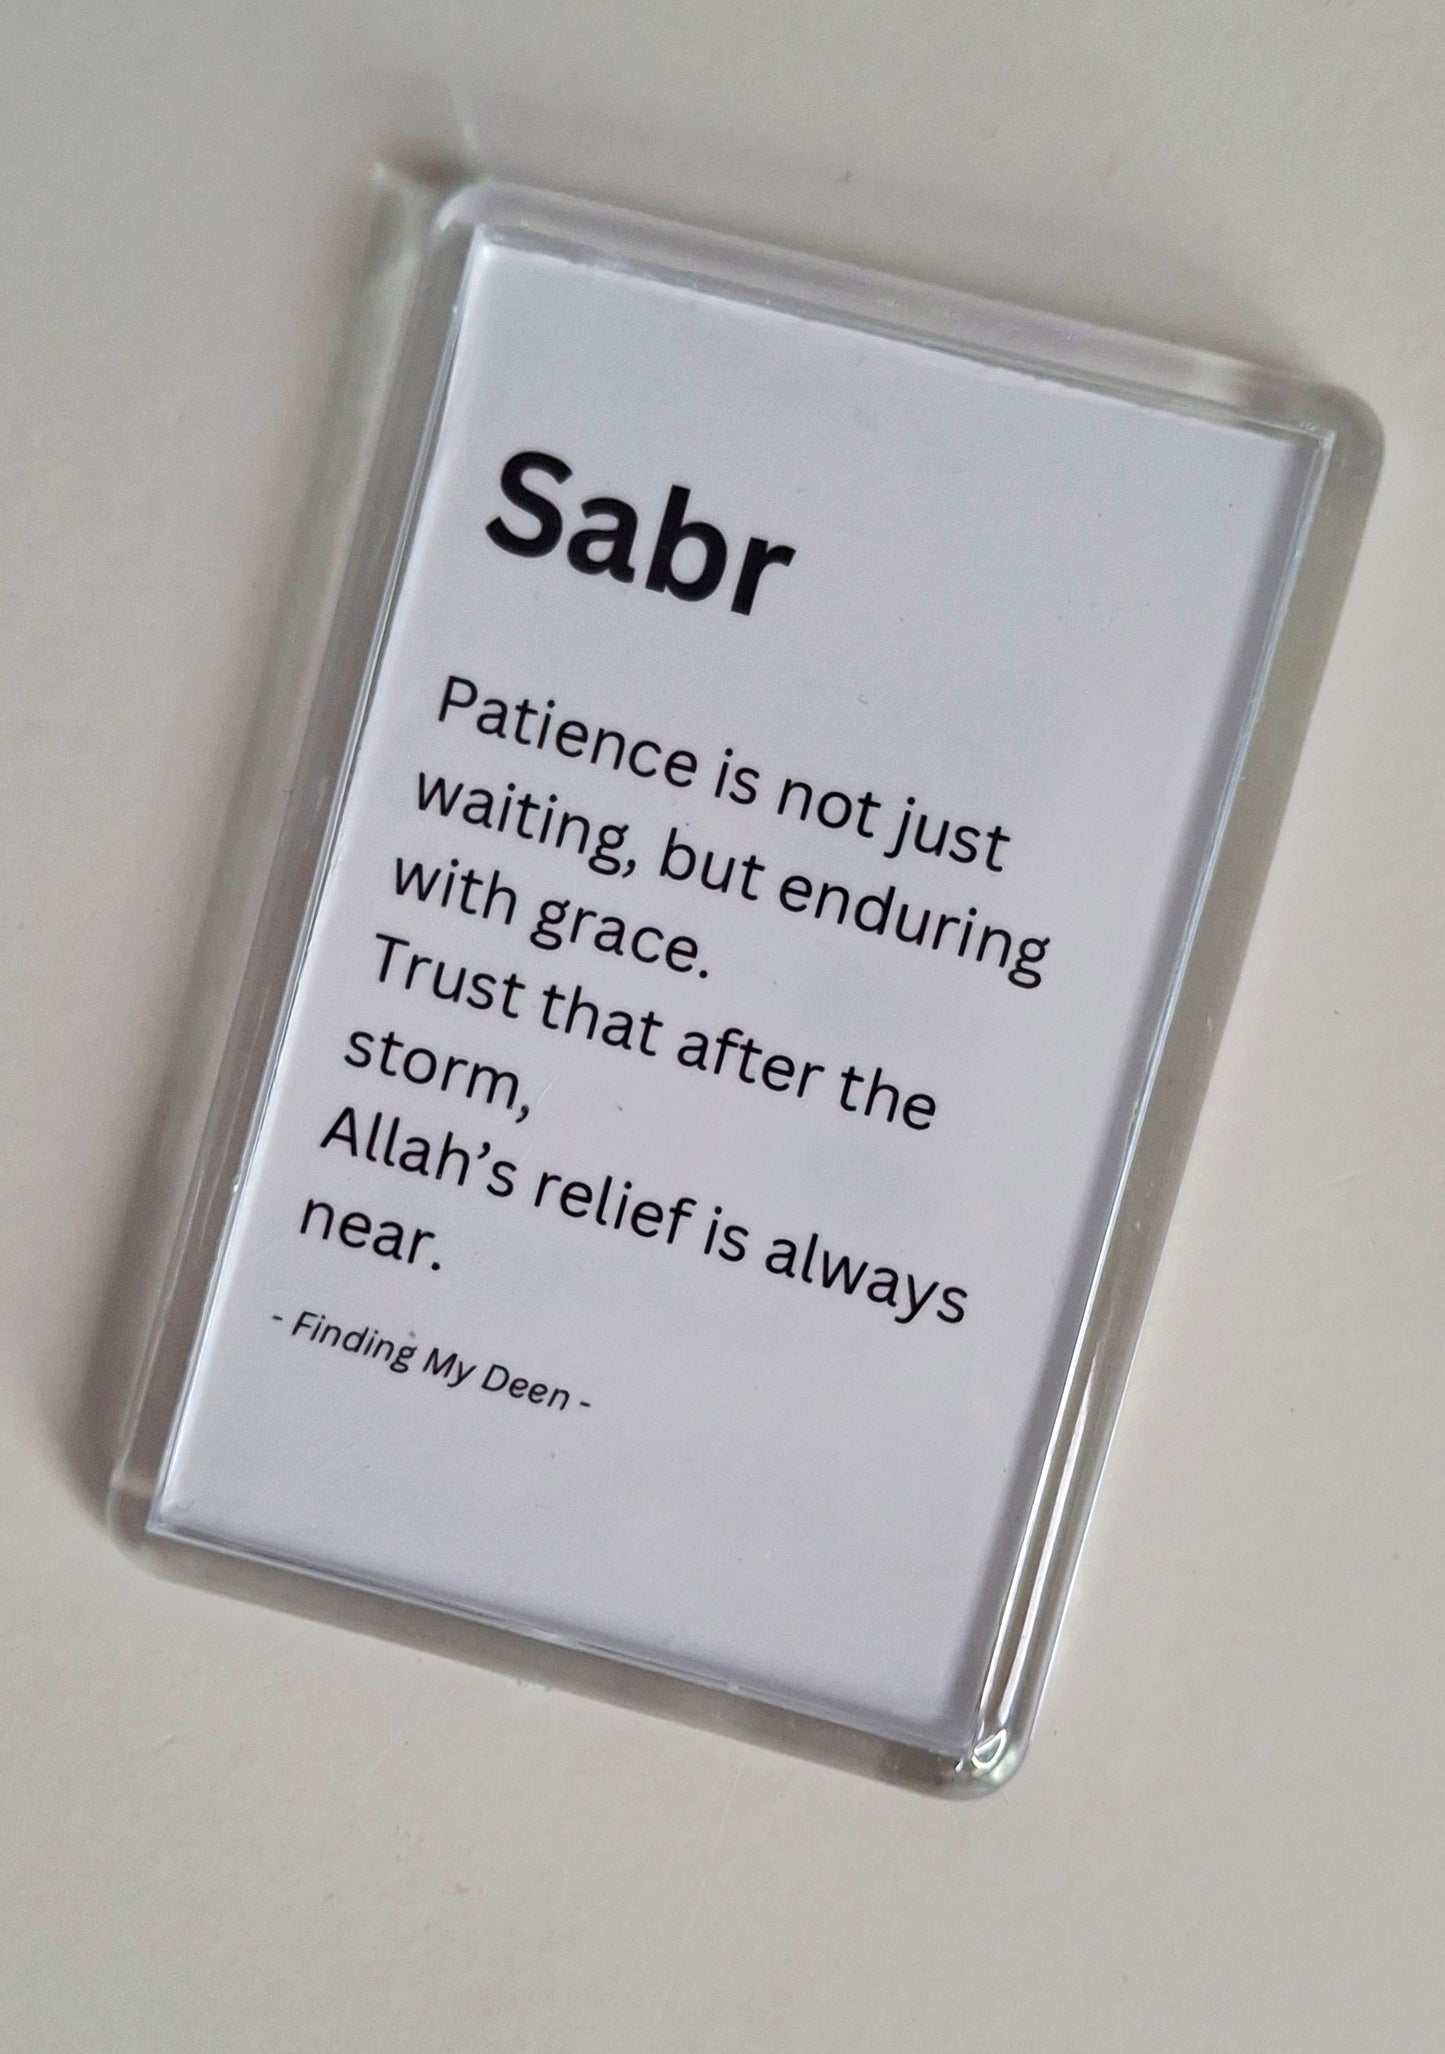 Sabr
Patience is not just
waiting, but enduring
with grace.
Trust that after the
storm,
Allah’s relief is always
near.
- Finding My Deen -